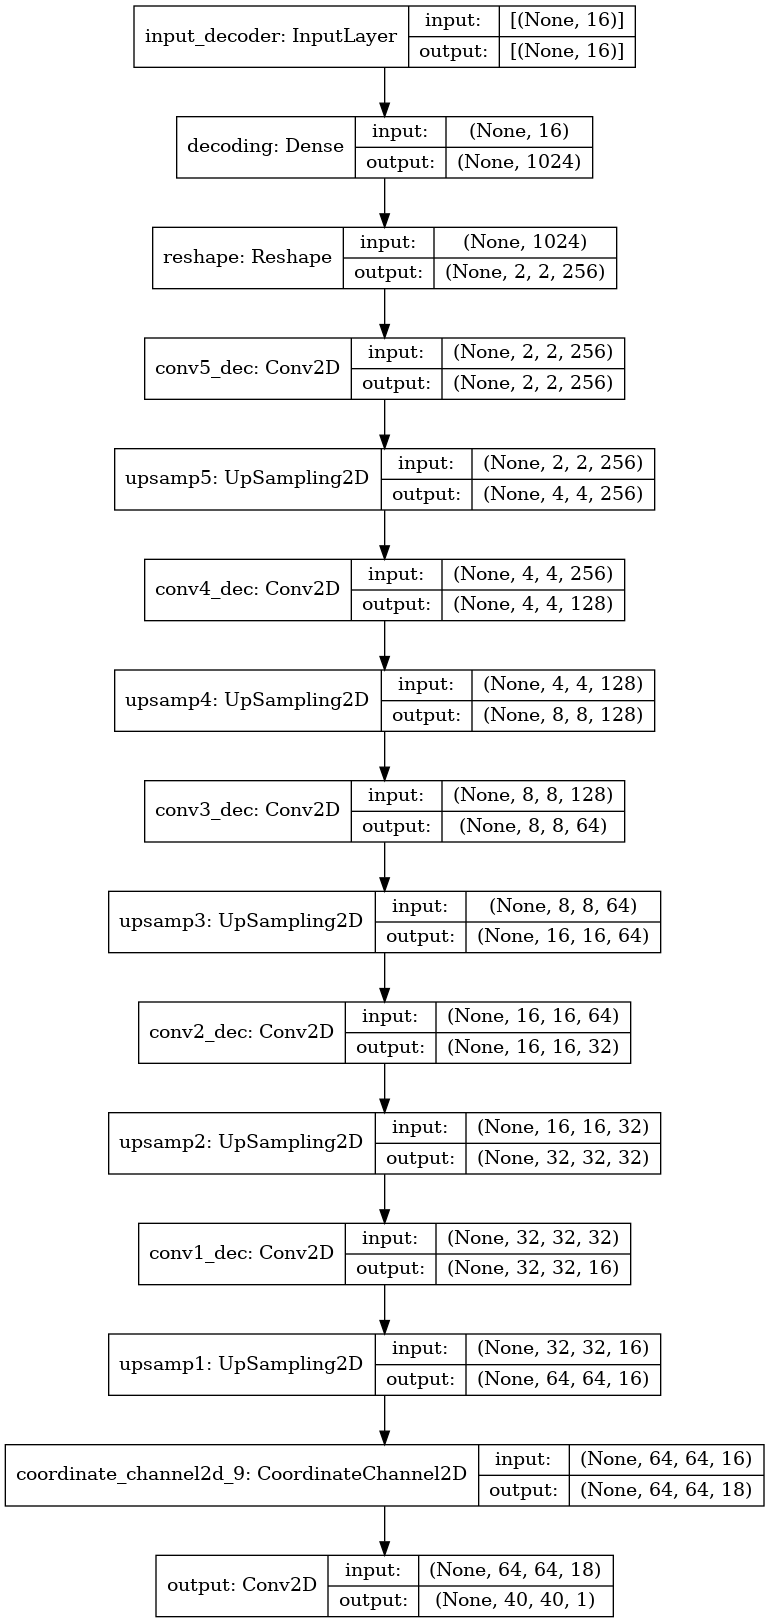 input_decoder: InputLayer
input: [(None, 16)]
output: [(None, 16)]
decoding: Dense
input: (None, 16)
output: (None, 1024)
reshape: Reshape
input: (None, 1024)
output: (None, 2, 2, 256)
conv5_dec: Conv2D
input: (None, 2, 2, 256)
output: (None, 2, 2, 256)
upsamp5: UpSampling2D
input: (None, 2, 2, 256)
output: (None, 4, 4, 256)
conv4_dec: Conv2D
input: (None, 4, 4, 256)
output: (None, 4, 4, 128)
upsamp4: UpSampling2D
input: (None, 4, 4, 128)
output: (None, 8, 8, 128)
conv3_dec: Conv2D
input: (None, 8, 8, 128)
output: (None, 8, 8, 64)
upsamp3: UpSampling2D
input: (None, 8, 8, 64)
output: (None, 16, 16, 64)
conv2_dec: Conv2D
input: (None, 16, 16, 64)
output: (None, 16, 16, 32)
upsamp2: UpSampling2D
input: (None, 16, 16, 32)
output: (None, 32, 32, 32)
conv1_dec: Conv2D
input: (None, 32, 32, 32)
output: (None, 32, 32, 16)
upsamp1: UpSampling2D
input: (None, 32, 32, 16)
output: (None, 64, 64, 16)
coordinate_channel2d_9: CoordinateChannel2D
input: (None, 64, 64, 16)
output: (None, 64, 64, 18)
output: Conv2D
input: (None, 64, 64, 18)
output: (None, 40, 40, 1)